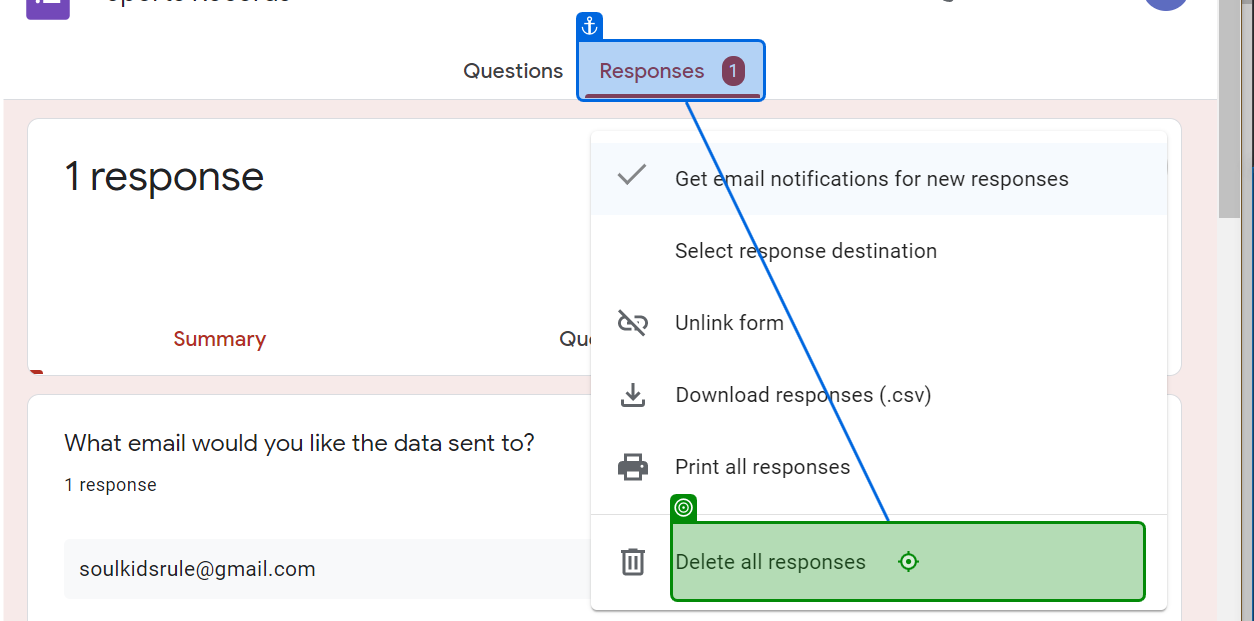 Questions
Responses 1
1 response
Get email notifications for new responses
Select response destination
Summary
Unlink form
Download responses (.csv)
What email would you like the data sent to?
1 response
Print all responses
soulkidsrule@gmail.com
Delete all responses